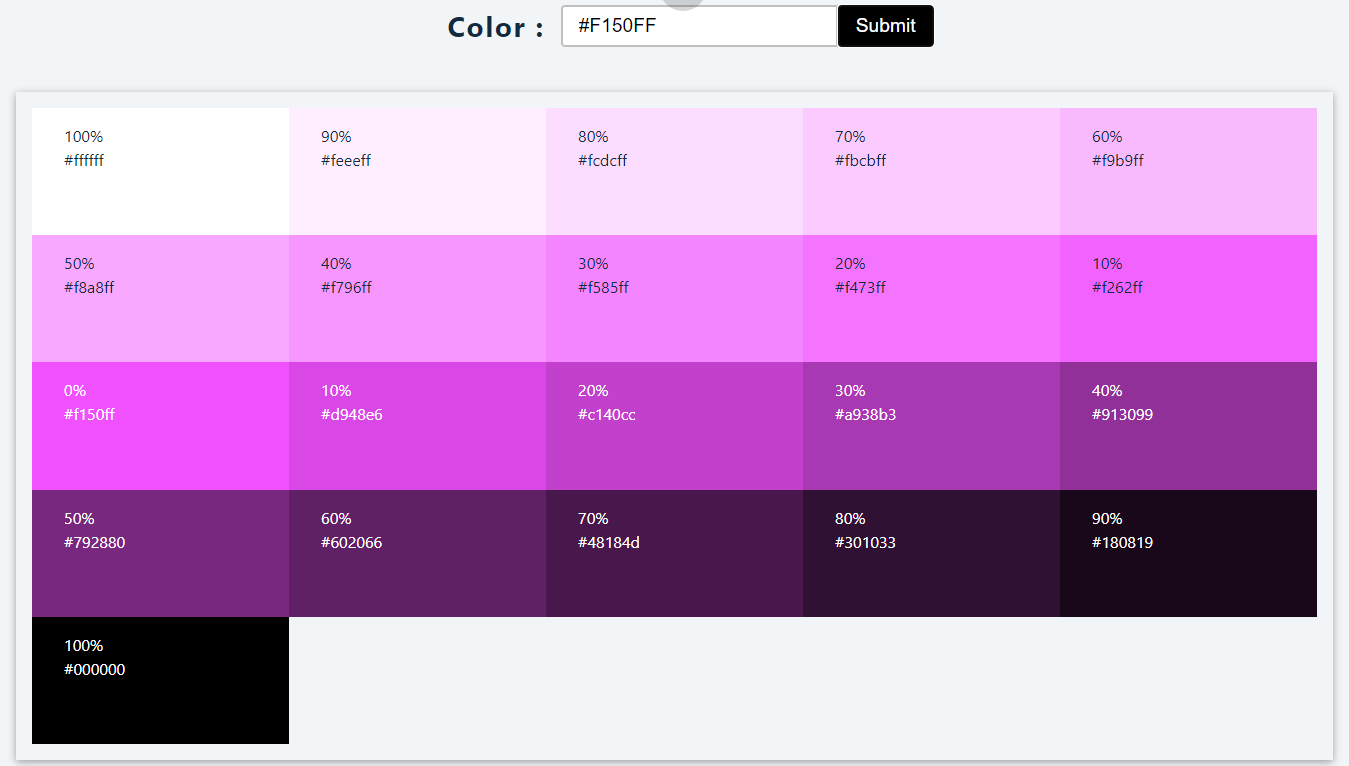 Color :
#F150FF
Submit
100%
#ffffff
90%
#feeeff
80%
#fcdcff
70%
#fbcbff
60%
#f9b9ff
50%
#f8a8ff
40%
#f796ff
30%
#f585ff
20%
#f473ff
10%
#f262ff
0%
#f150ff
10%
#d948e6
20%
#c140cc
30%
#a938b3
40%
#913099
50%
#792880
60%
#602066
70%
#48184d
80%
#301033
90%
#180819
100%
#000000